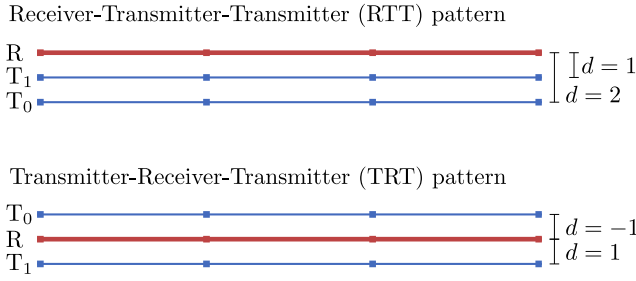 Receiver-Transmitter-Transmitter (RTT) pattern
R
T₁
T₀
d = 1
d = 2
Transmitter-Receiver-Transmitter (TRT) pattern
T₀
R
T₁
d = −1
d = 1